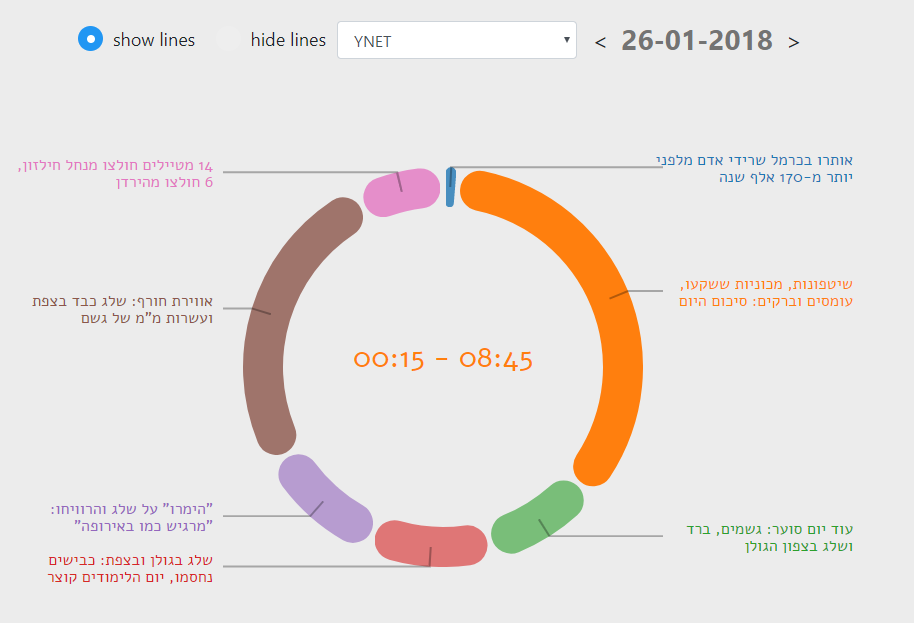 show lines
hide lines
YNET
< 26-01-2018 >
אותרו בכרמל שרידי אדם מלפני
יותר מ-170 אלף שנה
שיטפונות, מכוניות ששקעו,
עומסים וברקים: סיכום היום
עוד יום סוער: גשמים, ברד
ושלג בצפון הגולן
שלג בגולן ובצפת: כבישים
נחסמו, יום הלימודים קוצר
"הימרו" על שלג והרוויחו:
"מרגיש כמו באירופה"
אווירת חורף: שלג כבד בצפת
ועשרות מ"מ של גשם
14 מטיילים חולצו מנחל חילזון,
6 חולצו מהירדן
00:15 - 08:45